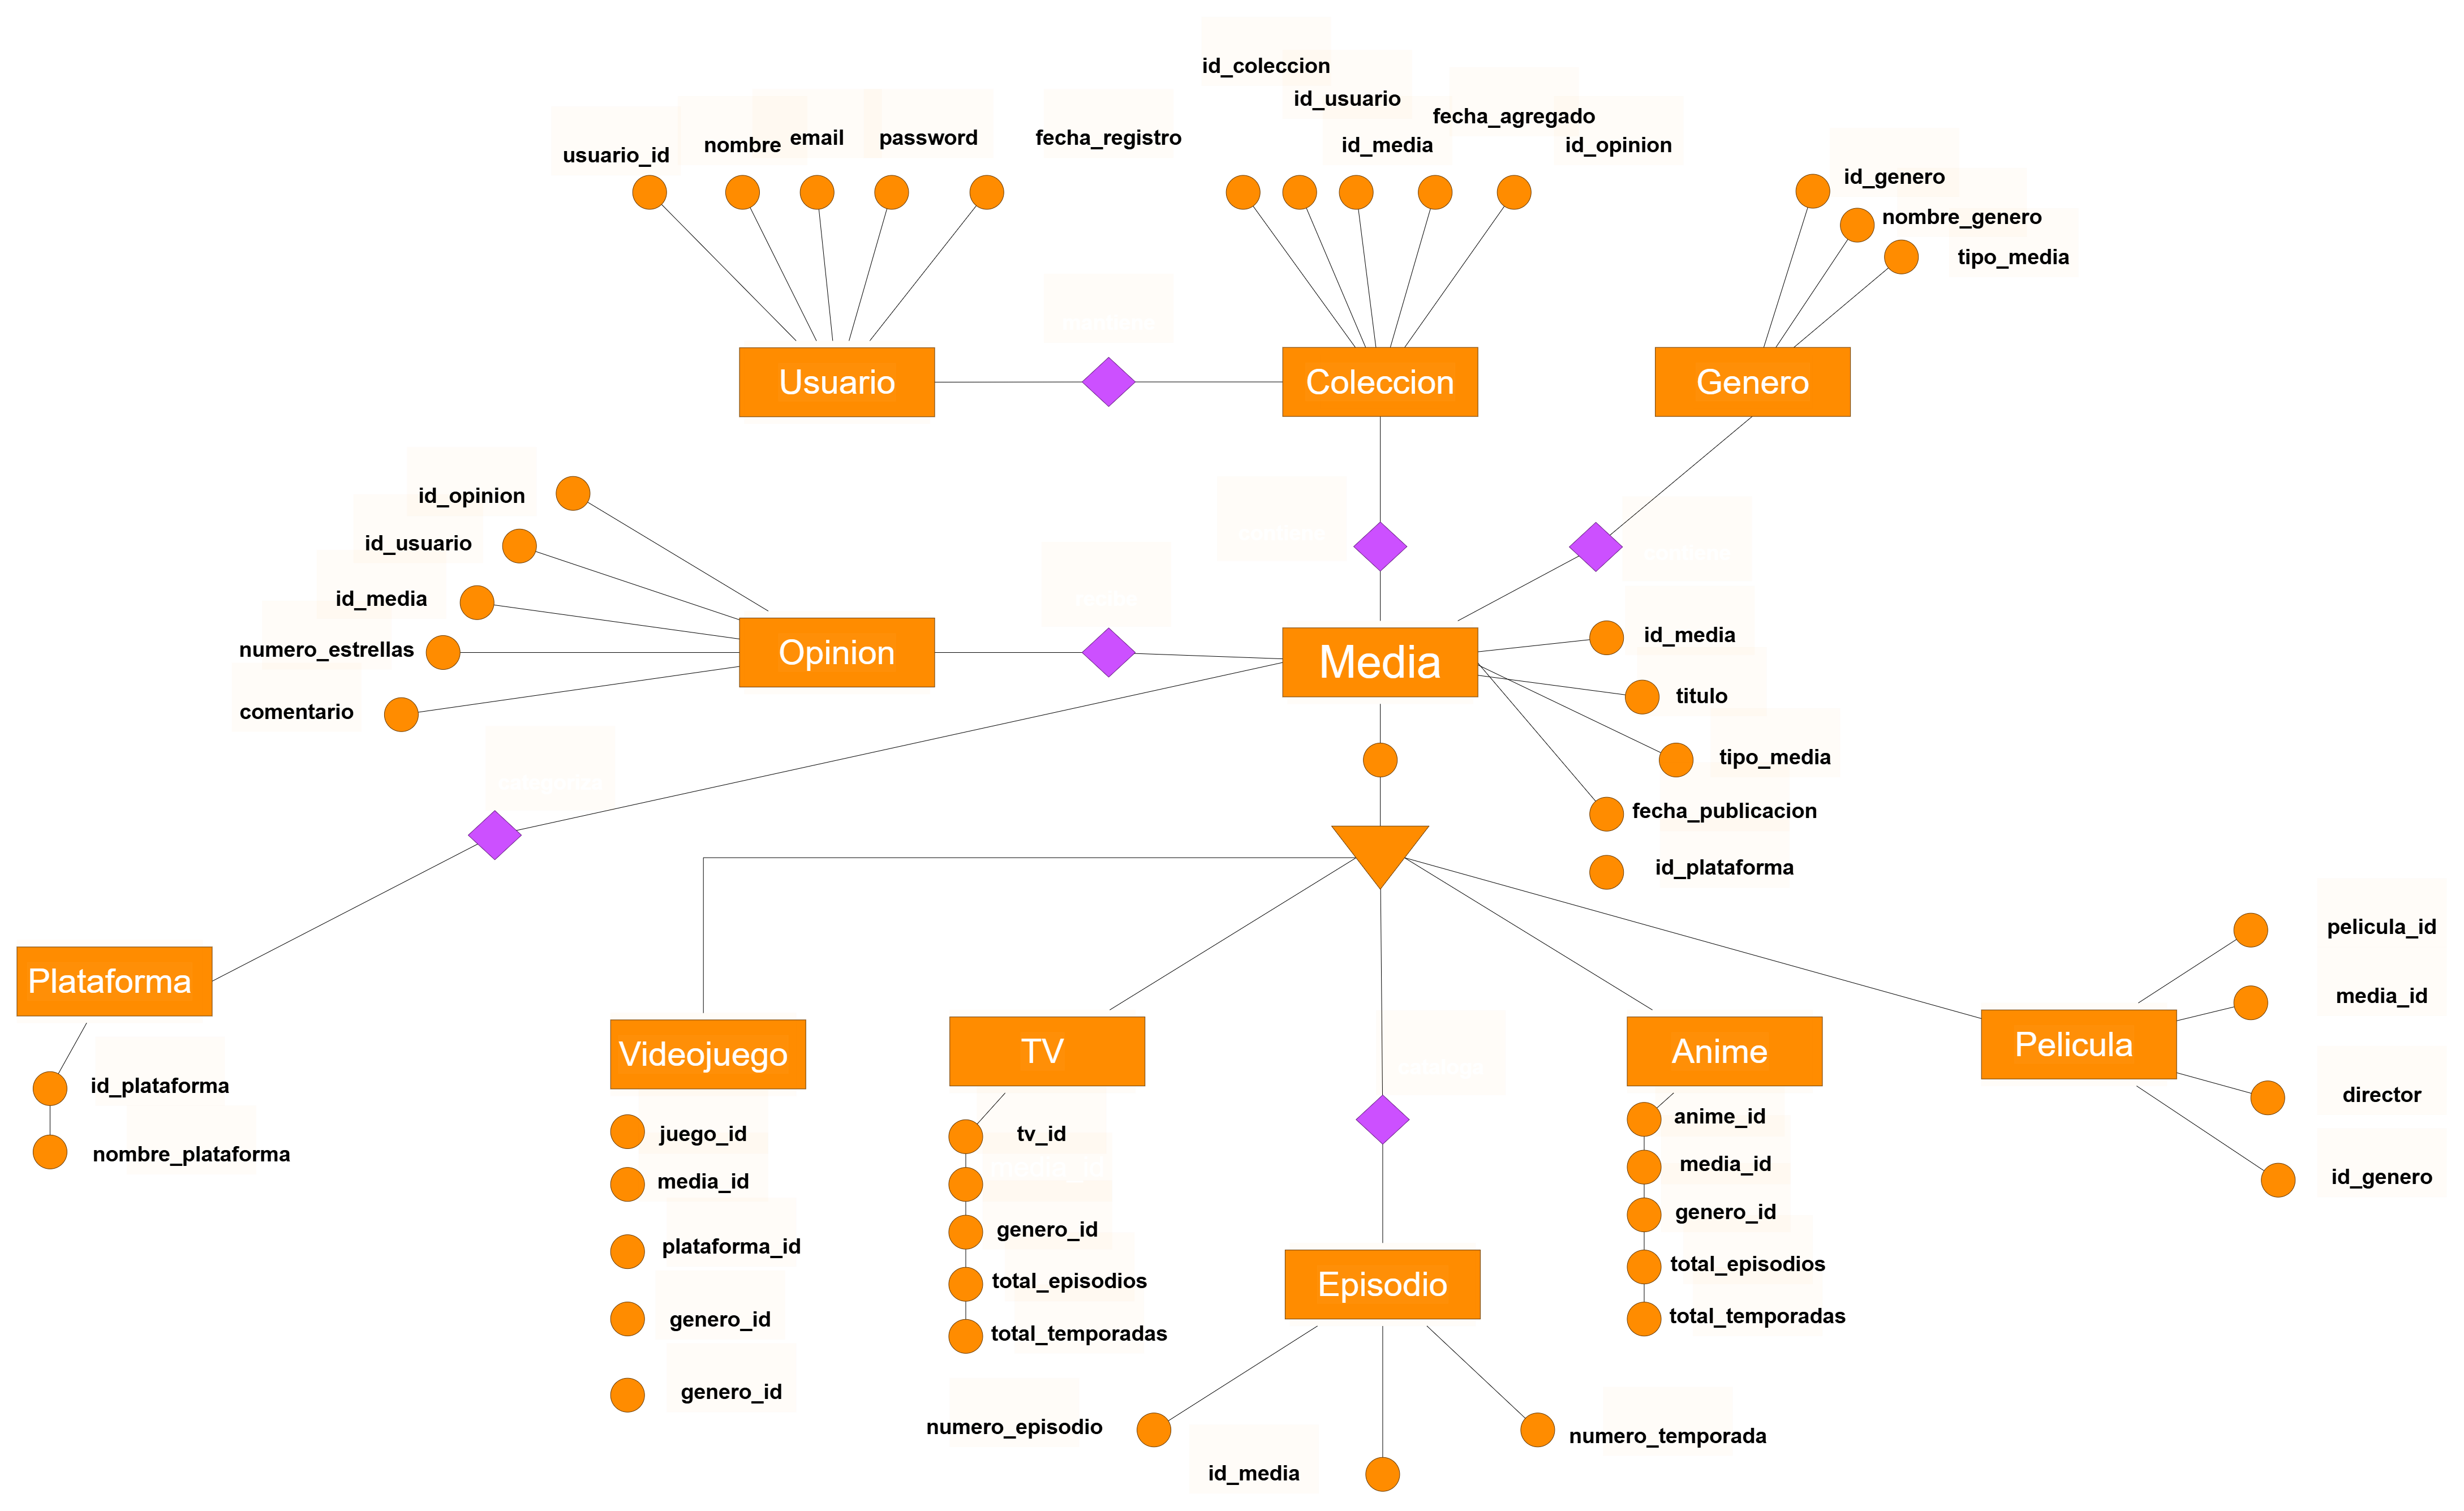 id_coleccion
id_usuario
fecha_agregado
usuario_id
nombre
email
password
fecha_registro
id_media
id_opinion
id_genero
nombre_genero
tipo_media
Usuario
Coleccion
Genero
id_opinion
id_usuario
id_media
numero_estrellas
comentario
Opinion
recibe
contiene
Media
id_media
titulo
tipo_media
fecha_publicacion
id_plataforma
Plataforma
id_plataforma
nombre_plataforma
Videojuego
juego_id
media_id
plataforma_id
genero_id
genero_id
TV
tv_id
media_id
genero_id
total_episodios
total_temporadas
Anime
anime_id
media_id
genero_id
total_episodios
total_temporadas
Pelicula
pelicula_id
media_id
director
id_genero
Episodio
numero_episodio
id_media
numero_temporada